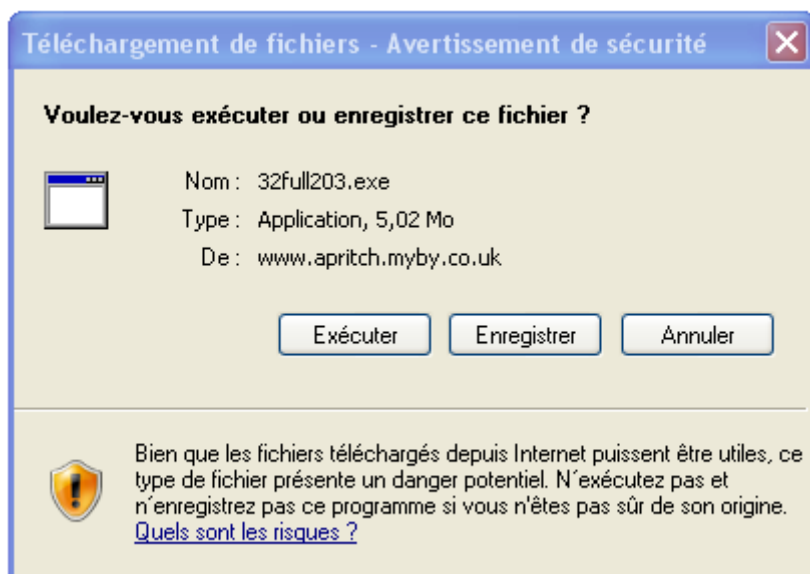 Téléchargement de fichiers - Avertissement de sécurité
Voulez-vous exécuter ou enregistrer ce fichier ?
Nom : 32full203.exe
Type : Application, 5,02 Mo
De : www.apritch.myby.co.uk
Exécuter Enregistrer Annuler
Bien que les fichiers téléchargés depuis Internet puissent être utiles, ce
type de fichier présente un danger potentiel. N´exécutez pas et
n´enregistrez pas ce programme si vous n'êtes pas sûr de son origine.
Quels sont les risques ?